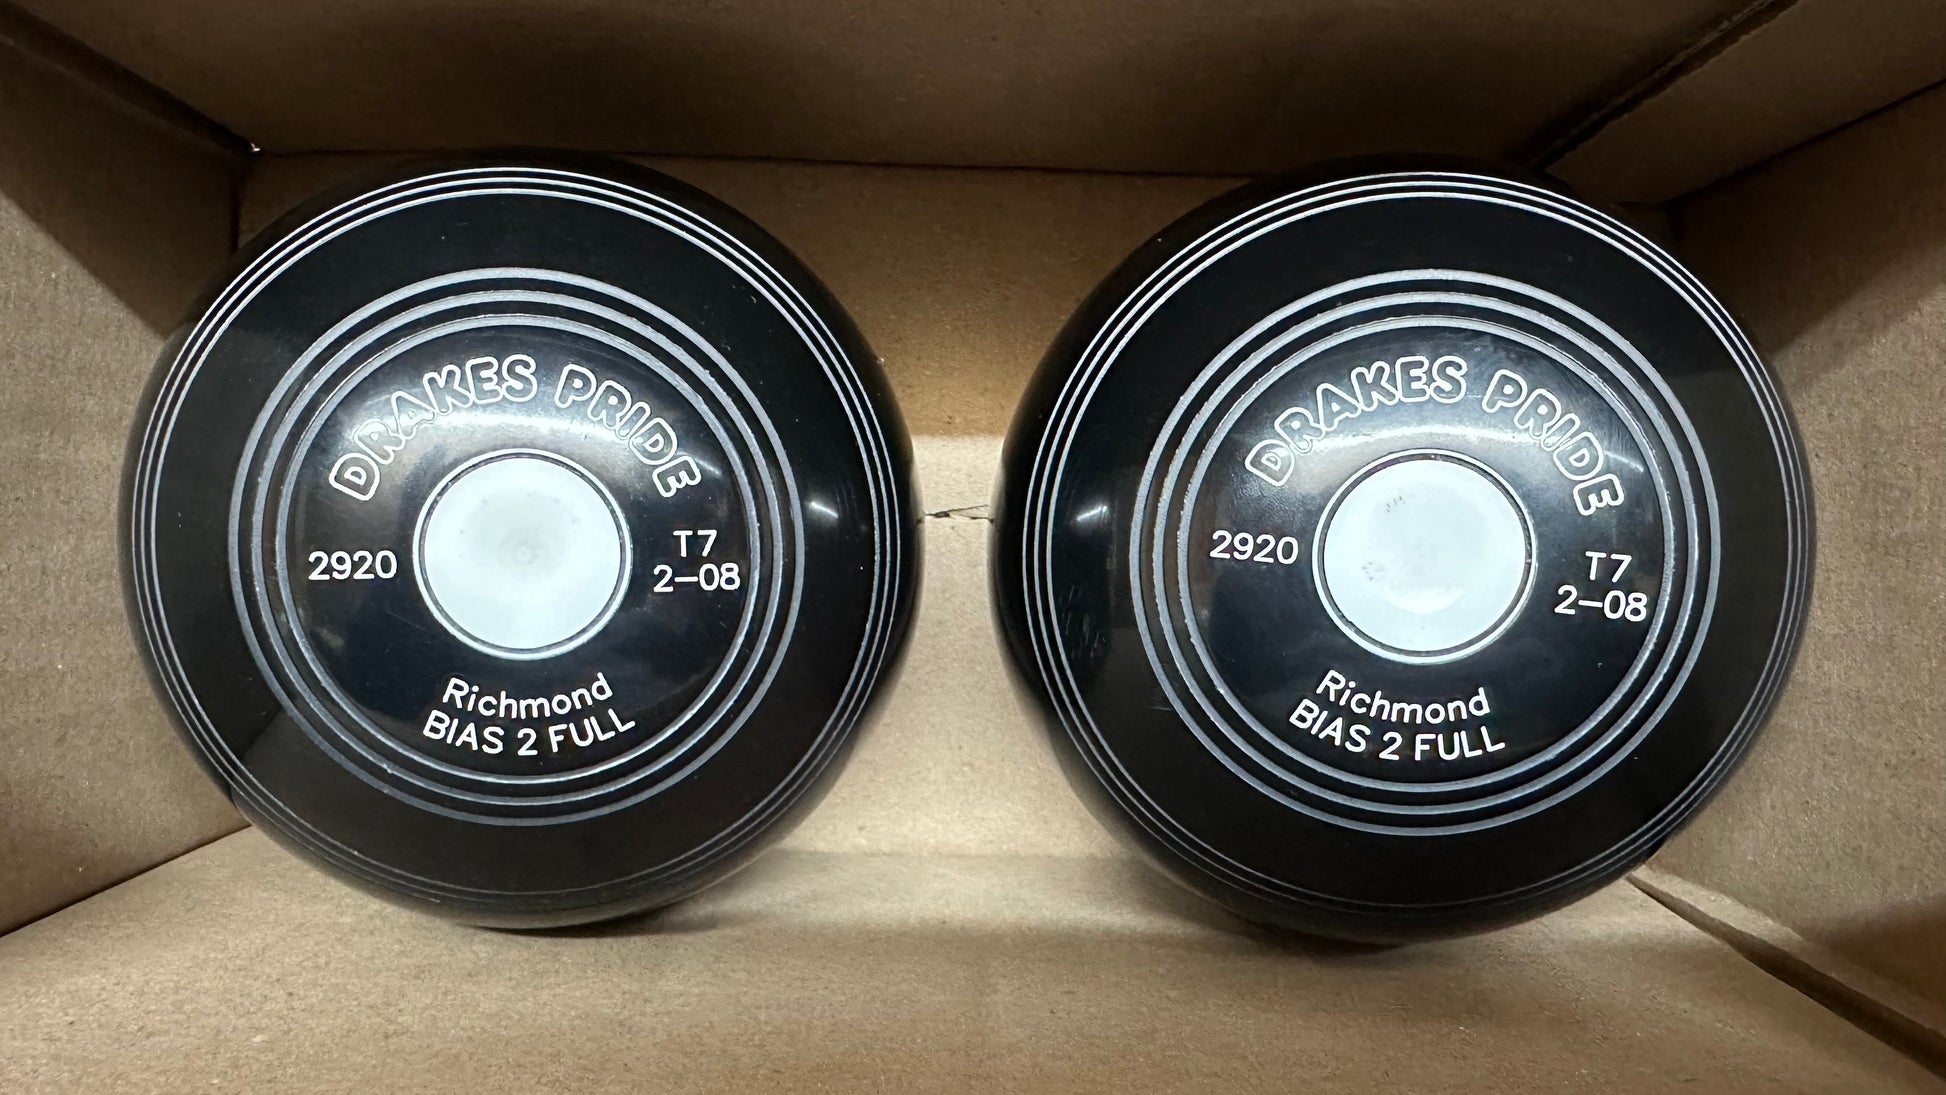 DRAKES PRIDE
2920
T7
2–08
Richmond
BIAS 2 FULL
DRAKES PRIDE
2920
T7
2–08
Richmond
BIAS 2 FULL